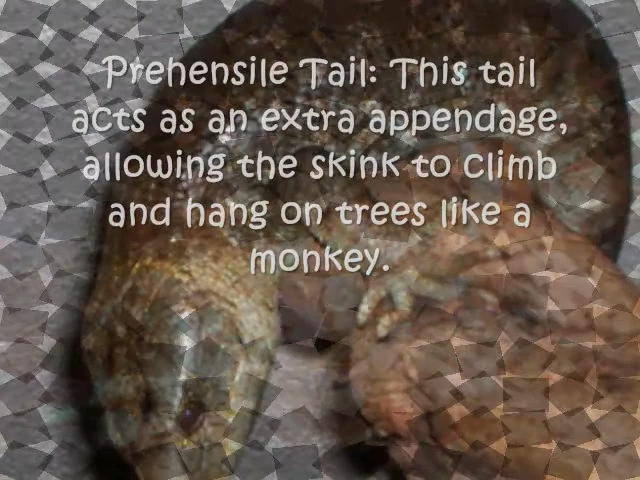 Prehensile Tail: This tail
acts as an extra appendage,
allowing the skink to climb
and hang on trees like a
monkey.